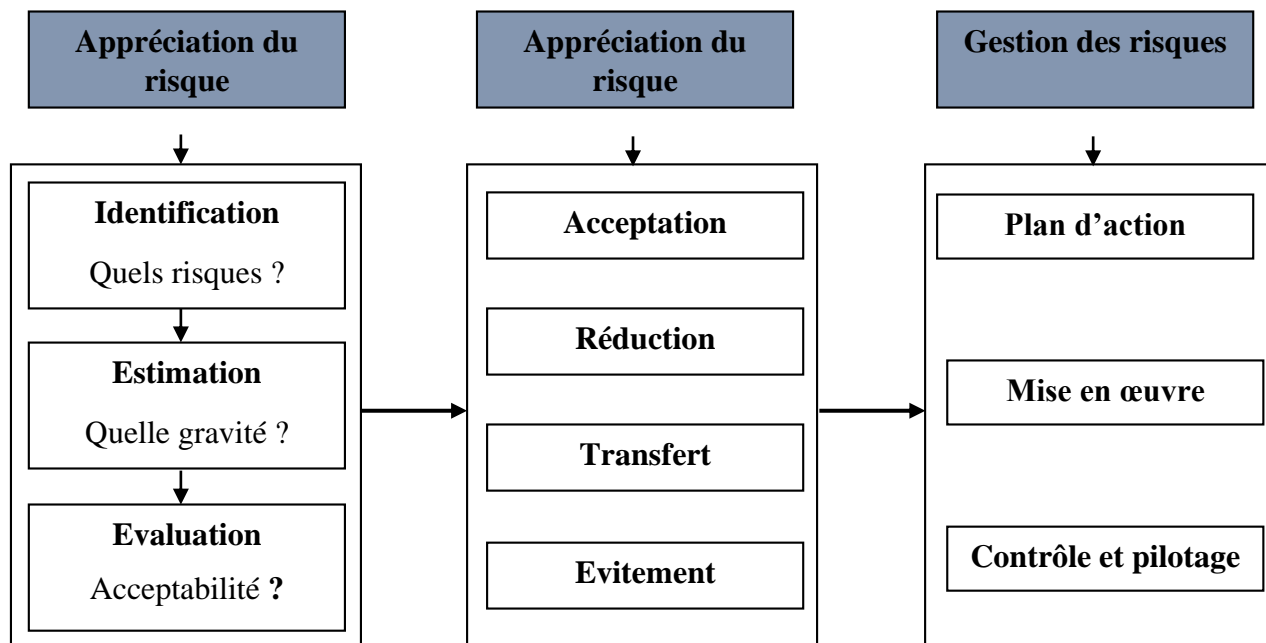 Appréciation du
risque
Identification
Quels risques ?
Estimation
Quelle gravité ?
Evaluation
Acceptabilité ?
Appréciation du
risque
Acceptation
Réduction
Transfert
Evitement
Gestion des risques
Plan d’action
Mise en œuvre
Contrôle et pilotage